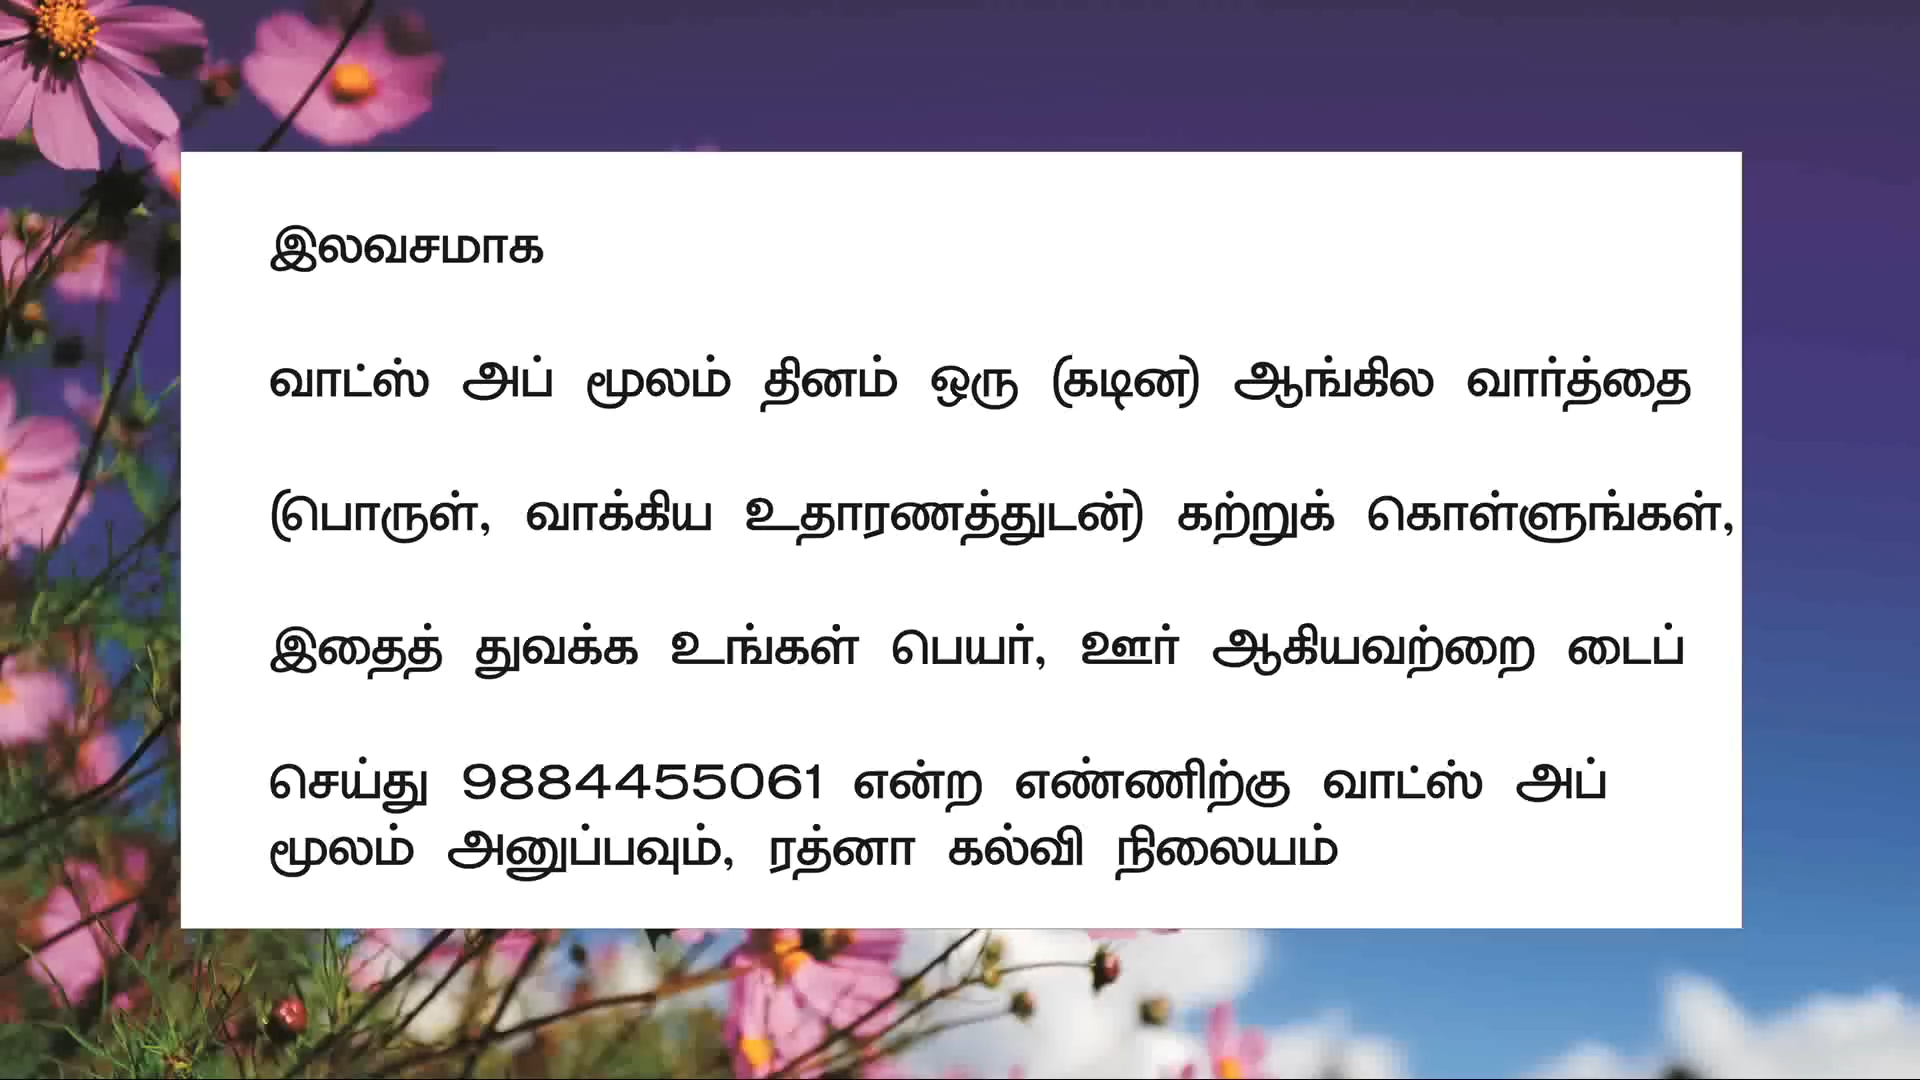 இலவசமாக
வாட்ஸ் அப் மூலம் தினம் ஒரு (கடின) ஆங்கில வார்த்தை
(பொருள், வாக்கிய உதாரணத்துடன்) கற்றுக் கொள்ளுங்கள்,
இதைத் துவக்க உங்கள் பெயர், ஊர் ஆகியவற்றை டைப்
செய்து 9884455061 என்ற எண்ணிற்கு வாட்ஸ் அப்
மூலம் அனுப்பவும், ரத்னா கல்வி நிலையம்